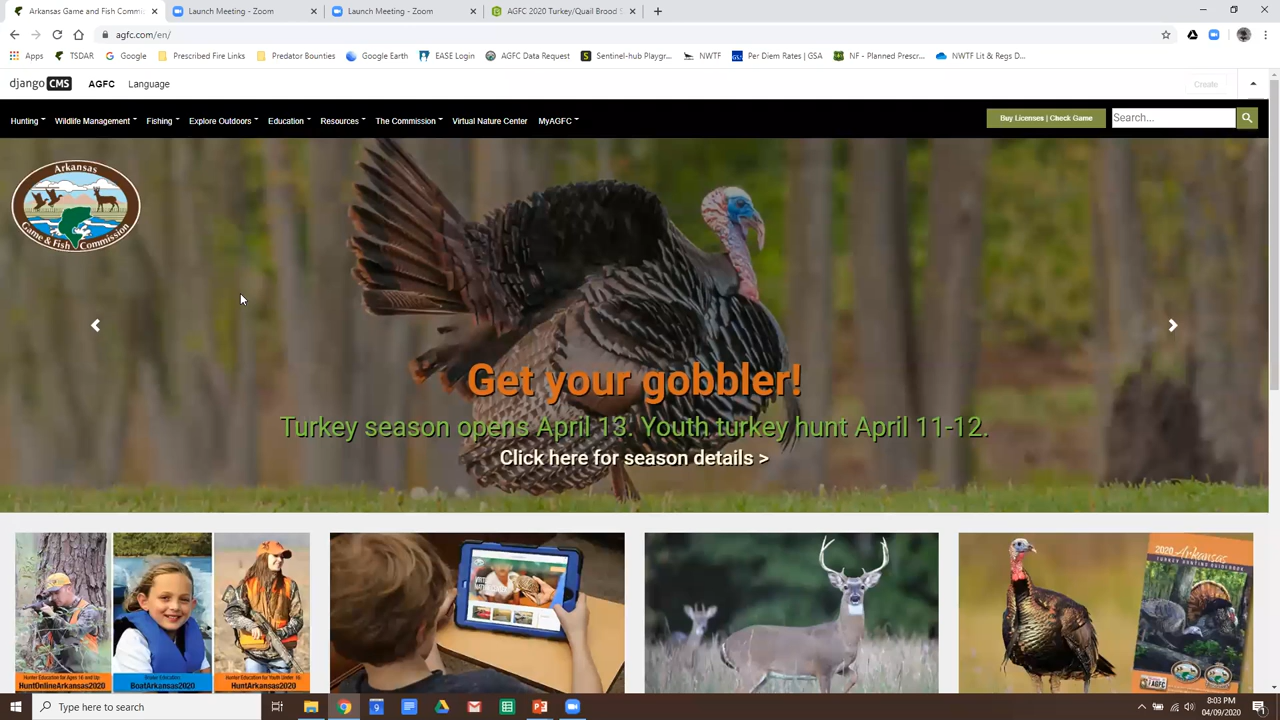 Arkansas Game and Fish Commiss
Launch Meeting - Zoom
Launch Meeting - Zoom
AGFC 2020 Turkey/Quail Brood S
agfc.com/en/
Apps
TSDAR
Google
Prescribed Fire Links
Predator Bounties
Google Earth
EASE Login
AGFC Data Request
Sentinel-hub Playgr...
NWTF
Per Diem Rates | GSA
NF - Planned Prescr...
NWTF Lit & Regs D...
django CMS AGFC Language
Create
Hunting Wildlife Management Fishing Explore Outdoors Education Resources The Commission Virtual Nature Center MyAGFC
Buy Licenses | Check Game
Search...
Arkansas
Game & Fish Commission
Get your gobbler!
Turkey season opens April 13. Youth turkey hunt April 11-12.
Click here for season details >
2020 Arkansas
TURKEY HUNTING GUIDEBOOK
AGFC
Hunter Education for Ages 16 and Up
HuntOnlineArkansas2020
Boater Education
BoatArkansas2020
Hunter Education for Youth Under 16
HuntArkansas2020
Type here to search
8:03 PM
04/09/2020